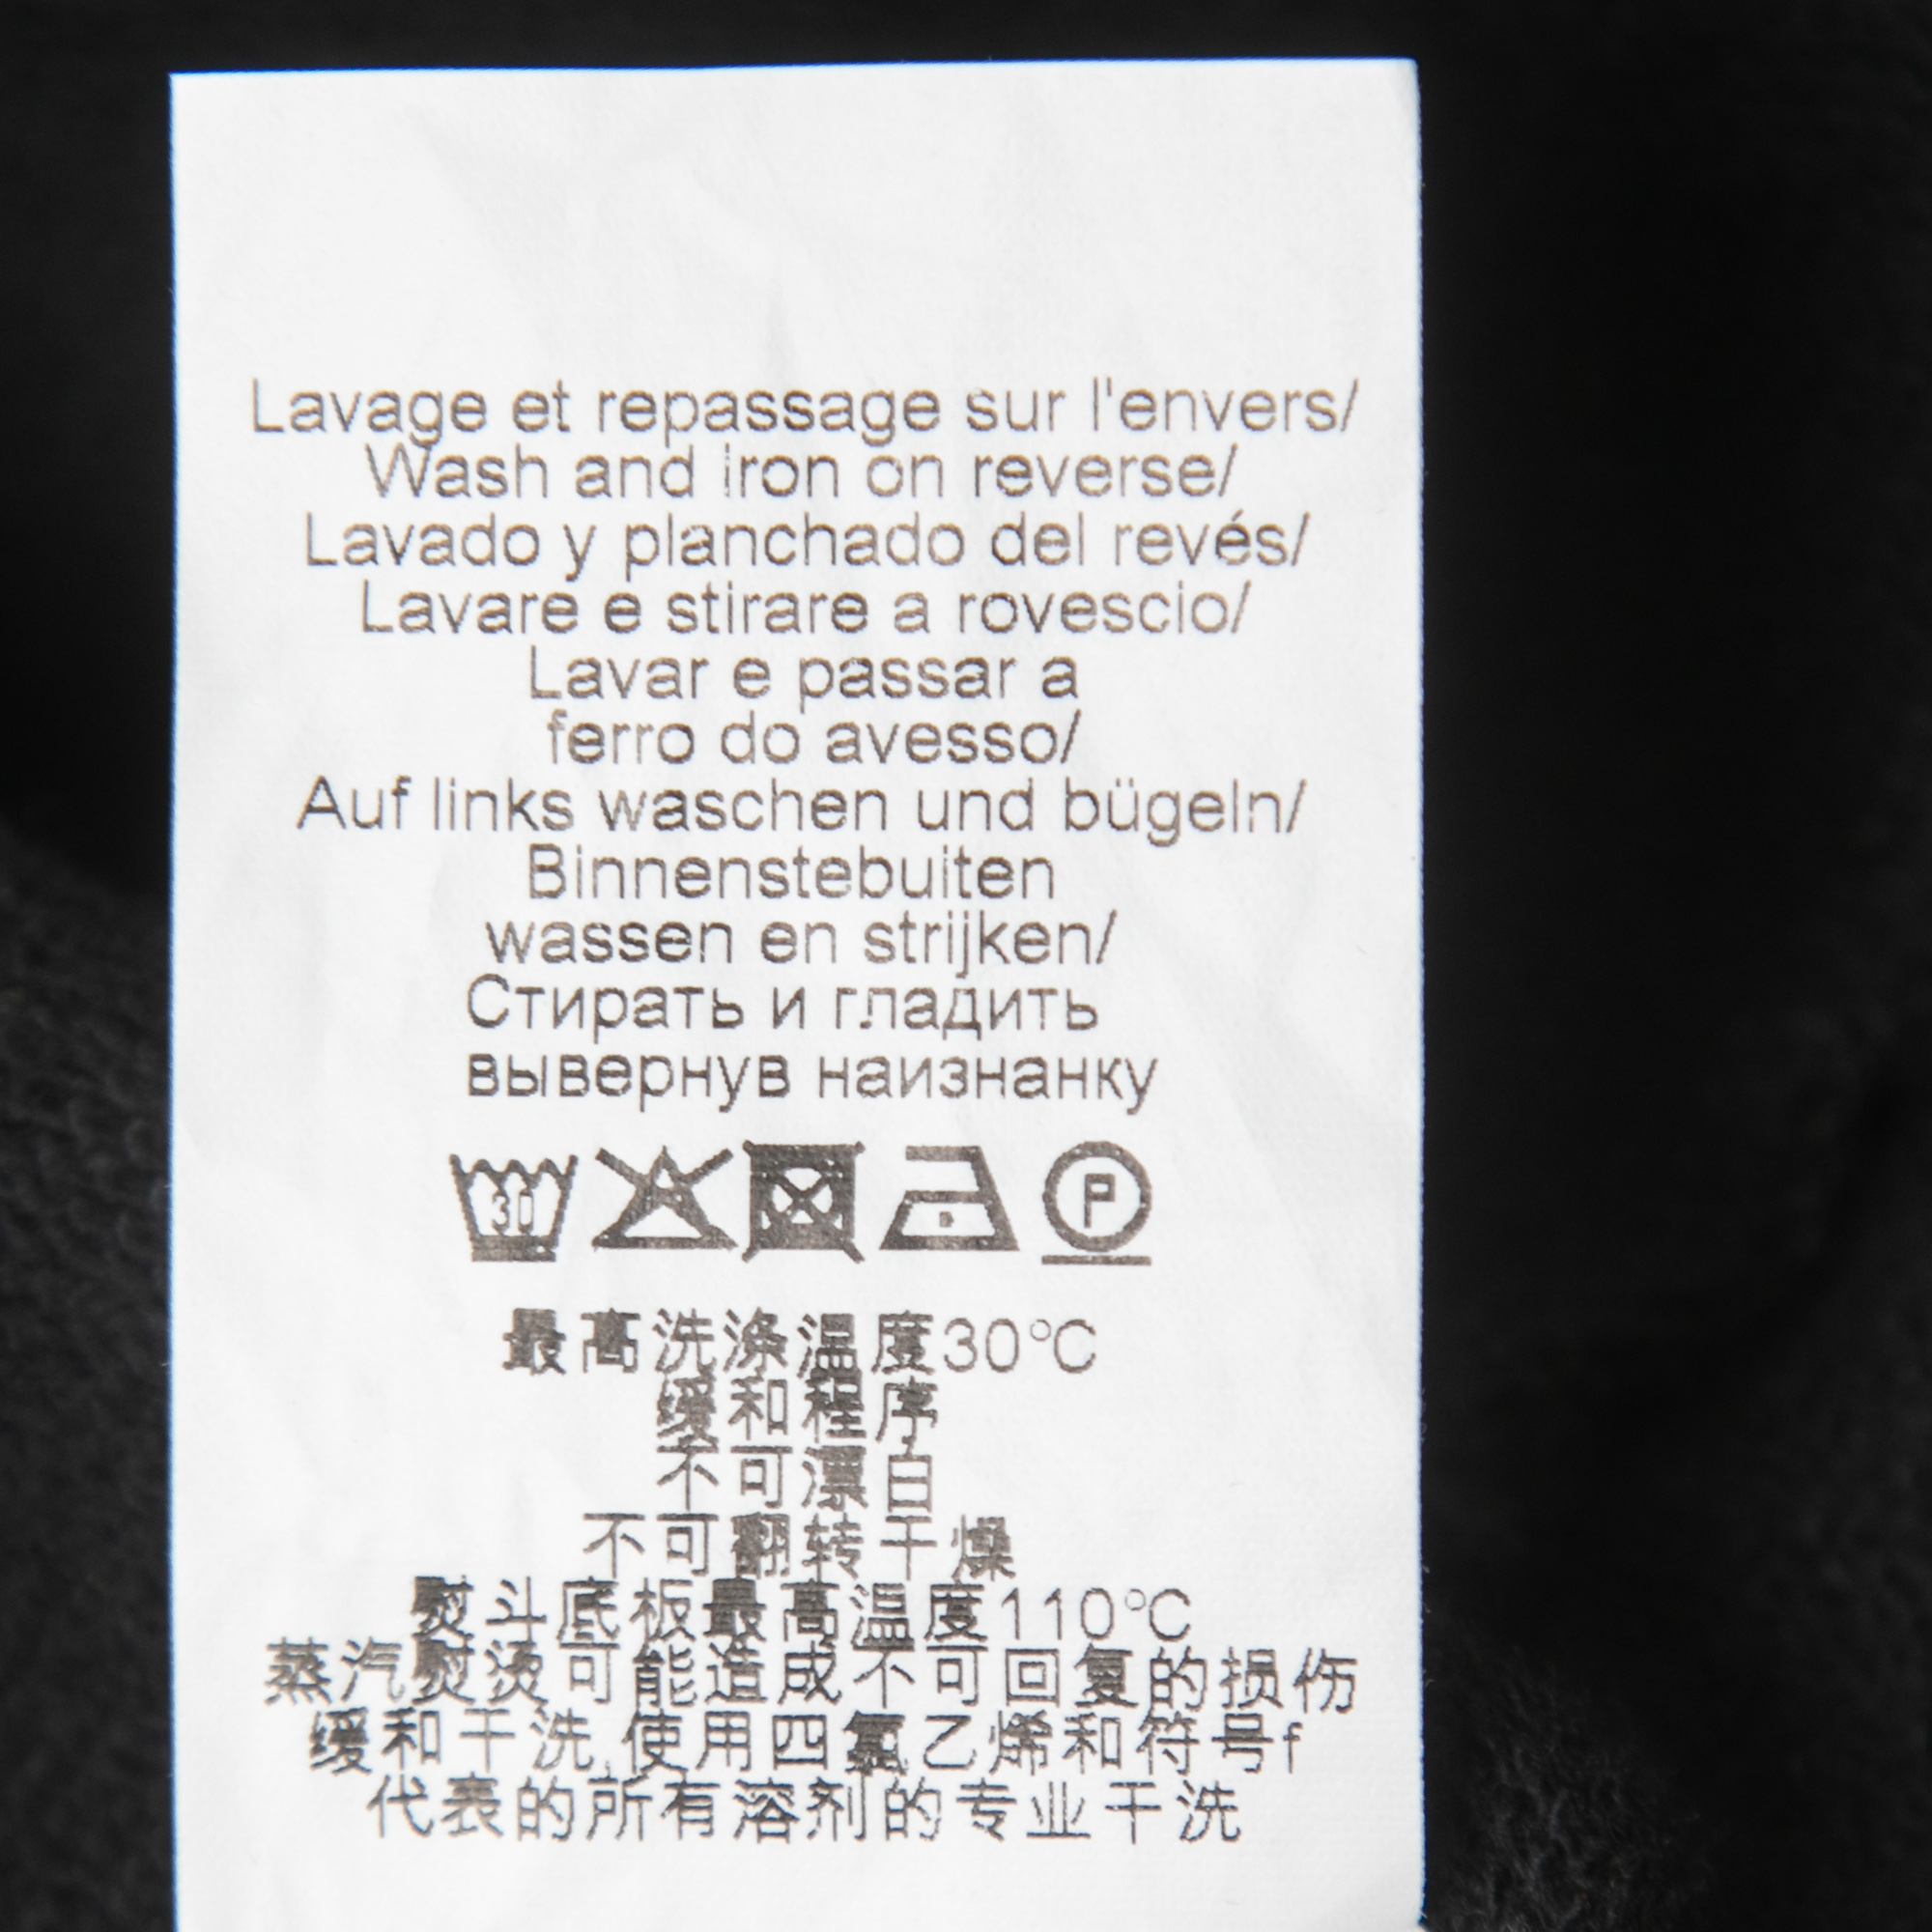 Lavage et repassage sur l'envers/
Wash and iron on reverse/
Lavado y planchado del revés/
Lavare e stirare a rovescio/
Lavar e passar a
ferro do avesso/
Auf links waschen und bügeln/
Binnenstebuiten
wassen en strijken/
Стирать и гладить
вывернув наизнанку
30 P
最高洗涤温度30°C
缓和程序
不可漂白
不可翻转干燥
熨斗底板最高温度110°C
蒸汽熨烫可能造成不可回复的损伤
缓和干洗,使用四氯乙烯和符号f
代表的所有溶剂的专业干洗